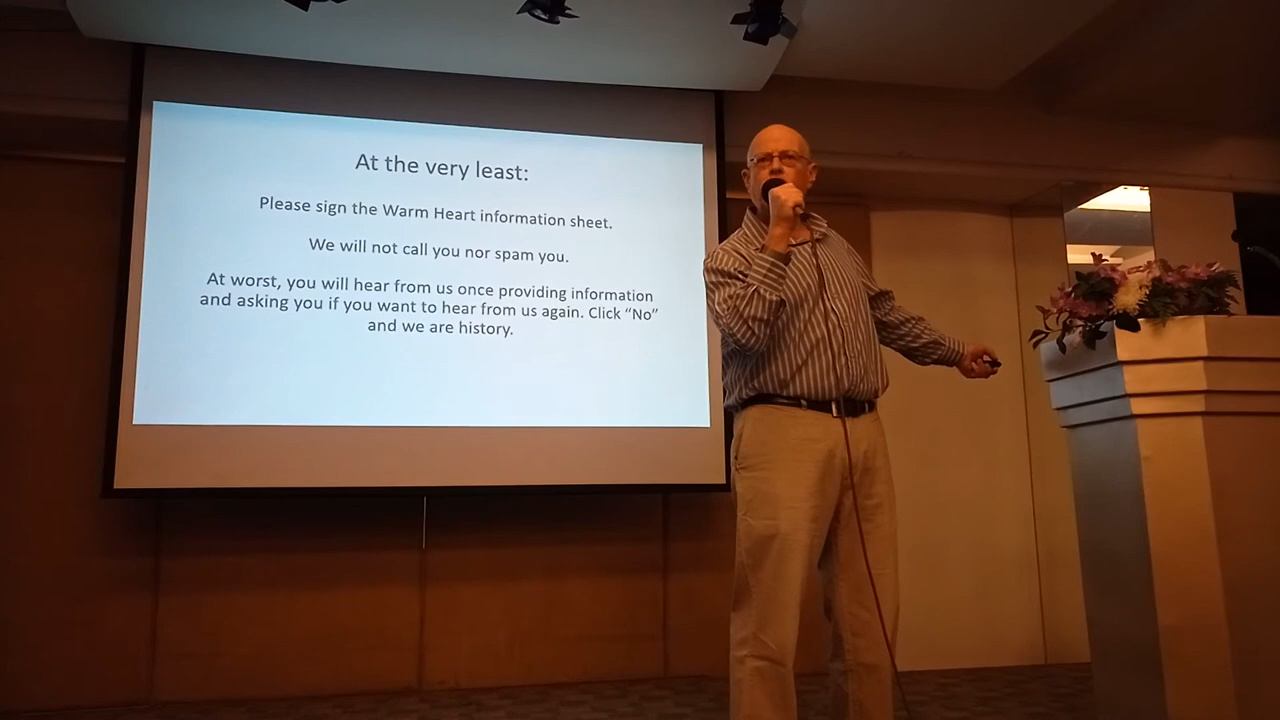 At the very least:
Please sign the Warm Heart information sheet.
We will not call you nor spam you.
At worst, you will hear from us once providing information
and asking you if you want to hear from us again. Click “No”
and we are history.